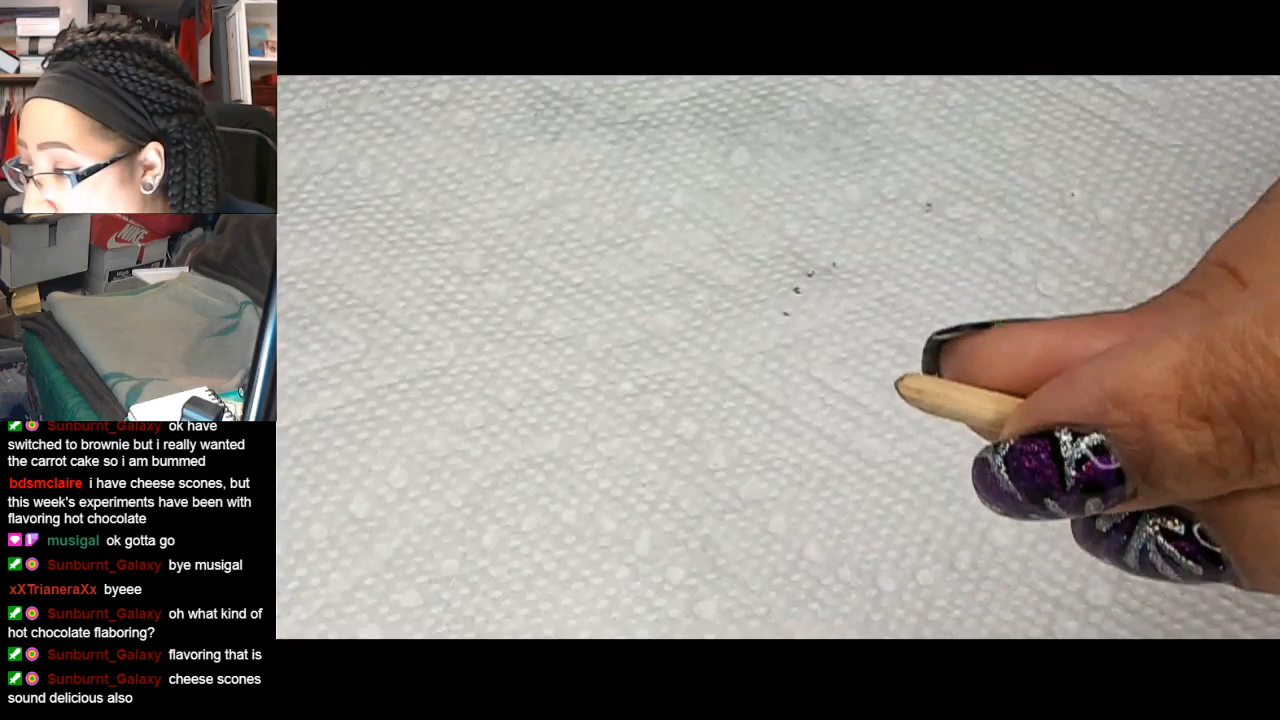 NIKE
Sunburnt_Galaxy ok have
switched to brownie but i really wanted
the carrot cake so i am bummed
bdsmclaire i have cheese scones, but
this week's experiments have been with
flavoring hot chocolate
musigal ok gotta go
Sunburnt_Galaxy bye musigal
xXTrianeraXx byeee
Sunburnt_Galaxy oh what kind of
hot chocolate flaboring?
Sunburnt_Galaxy flavoring that is
Sunburnt_Galaxy cheese scones
sound delicious also